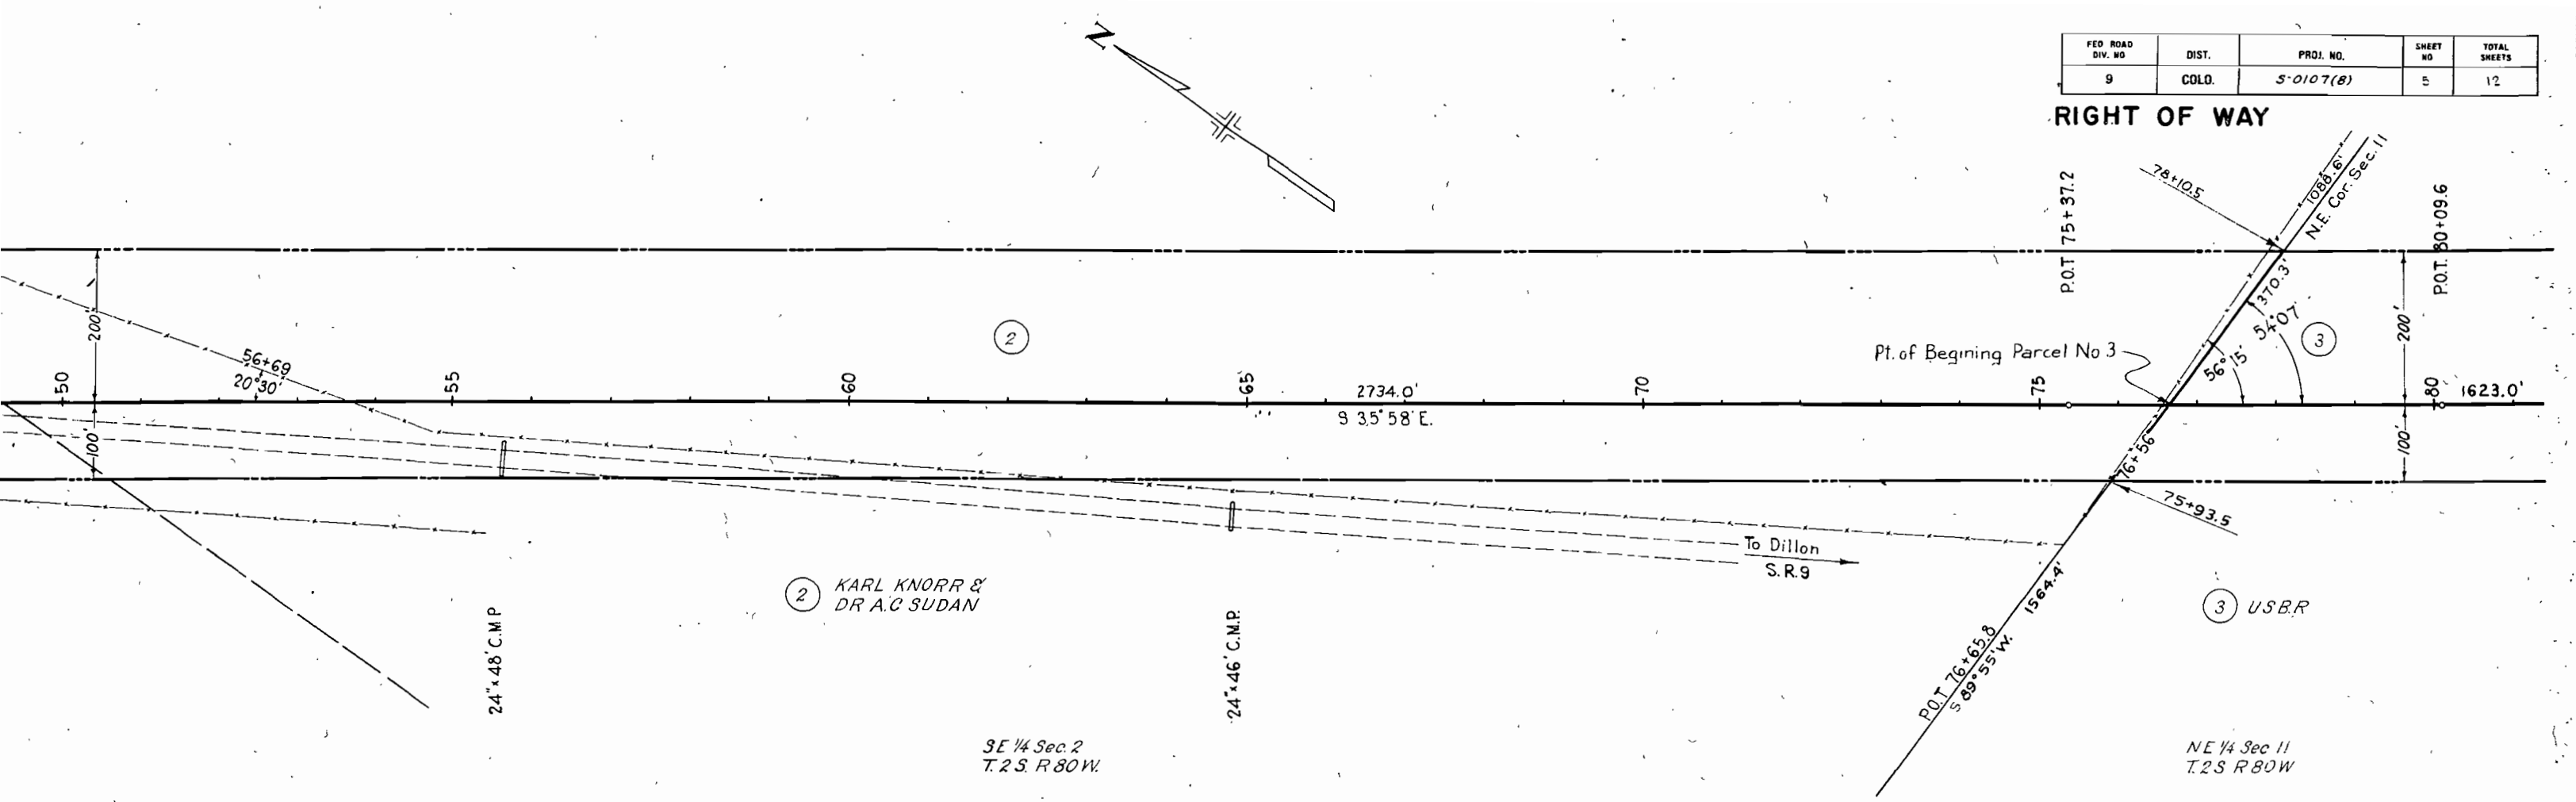 N
FED ROAD DIV. NO
DIST.
PROJ. NO.
SHEET NO
TOTAL SHEETS
9
COLO.
S-0107(8)
5
12
RIGHT OF WAY
78+10.5
P.O.T 75+37.2
1088.6'
N.E. Cor. Sec. 11
P.O.T. 80+09.6
200'
56+69
20°30'
2
370.3'
54°07'
56°15'
3
200'
Pt. of Begining Parcel No 3
50
55
60
65
2734.0'
70
75
80
1623.0'
S 35°58' E.
100'
76+56
100'
75+93.5
To Dillon
S.R.9
2
KARL KNORR &
DR A.C SUDAN
24"x48' C.M.P
24"x46' C.M.P.
1564.4'
P.O.T. 76+65.8
S 89°55' W.
3
U S B.R
SE 1/4 Sec. 2
T. 2 S. R 80 W.
NE 1/4 Sec 11
T. 2 S R 80 W